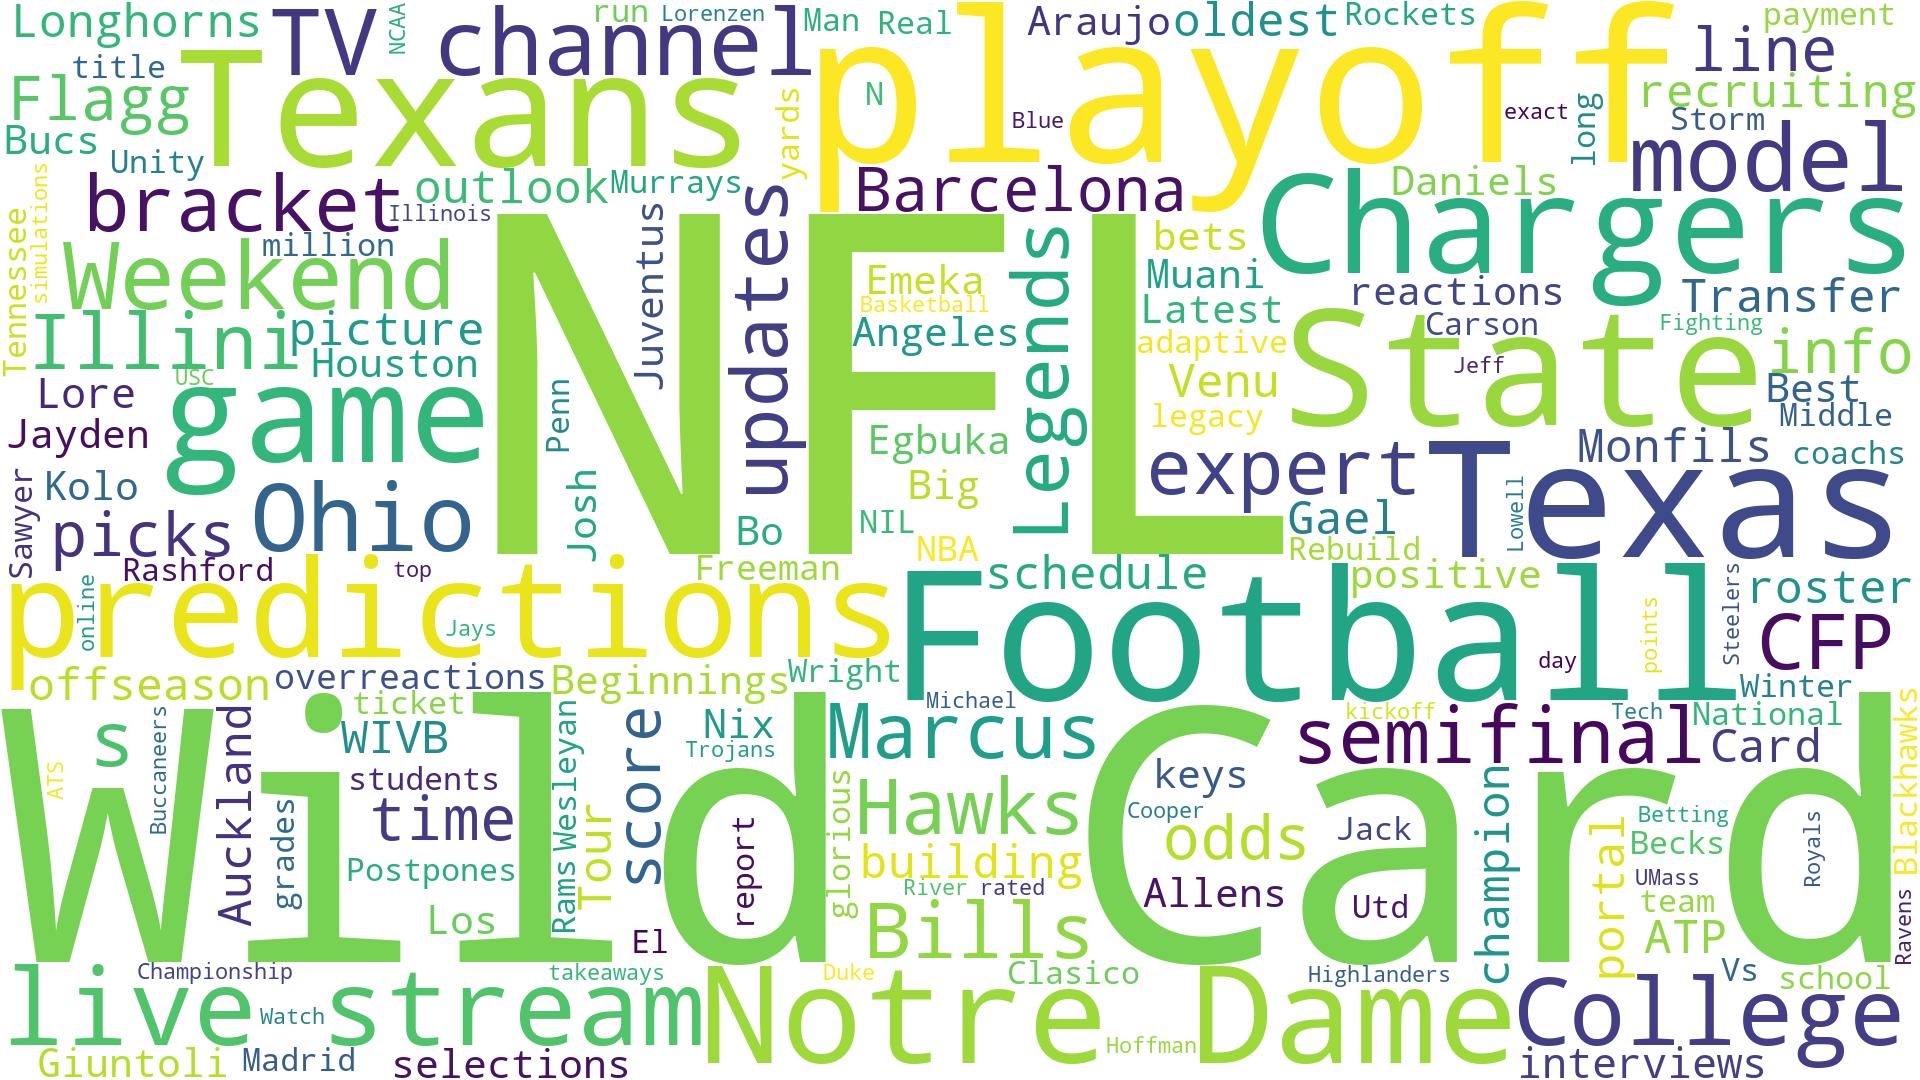 Longhorns
TV channel
NCAA
run
Lorenzen
Man
Real
playoff
Araujo
oldest
Rockets
payment
line
title
Texans
Flagg
yards
N
Blue
exact
long
recruiting
Storm
Bucs
Unity
model
simulations
Tennessee
bracket
outlook
Murrays
Illinois
Barcelona
Daniels
Chargers
Weekend
million
Juventus
updates
NFL
Emeka
Basketball
Angeles
Legends
bets
Muani
Latest
adaptive
reactions
Transfer
Carson
Fighting
Illini
picture
Houston
USC
Venu
legacy
State
Jeff
info
Best
Middle
Lore
Jayden
game
Penn
Josh
Egbuka
Big
NIL
NBA
Bo
expert
Texas
Monfils
coachs
Lowell
Gael
Rebuild
Kolo
Sawyer
picks
Ohio
Rashford
top
Freeman
schedule
positive
roster
online
predictions
Jays
Football
points
Steelers
day
CFP
offseason
overreactions
Beginnings
Wright
ticket
Michael
kickoff
Tech
Winter
National
Blackhawks
s
Buccaneers
Auckland
WIVB
Wesleyan
score
Nix
Trojans
Marcus
semifinal
Card
ATS
Wild Card
grades
students
time
Tour
Rams
report
glorious
Hawks
keys
Cooper
odds
Jack
champion
Betting
Becks
Royals
Postpones
building
River
rated
Allens
Utd
portal
UMass
team
ATP
Ravens
Los
El
Bills
Championship
takeaways
Duke
Clasico
Highlanders
Vs
school
live stream
Watch
Notre Dame
Hoffman
College
Giuntoli
Madrid
selections
interviews